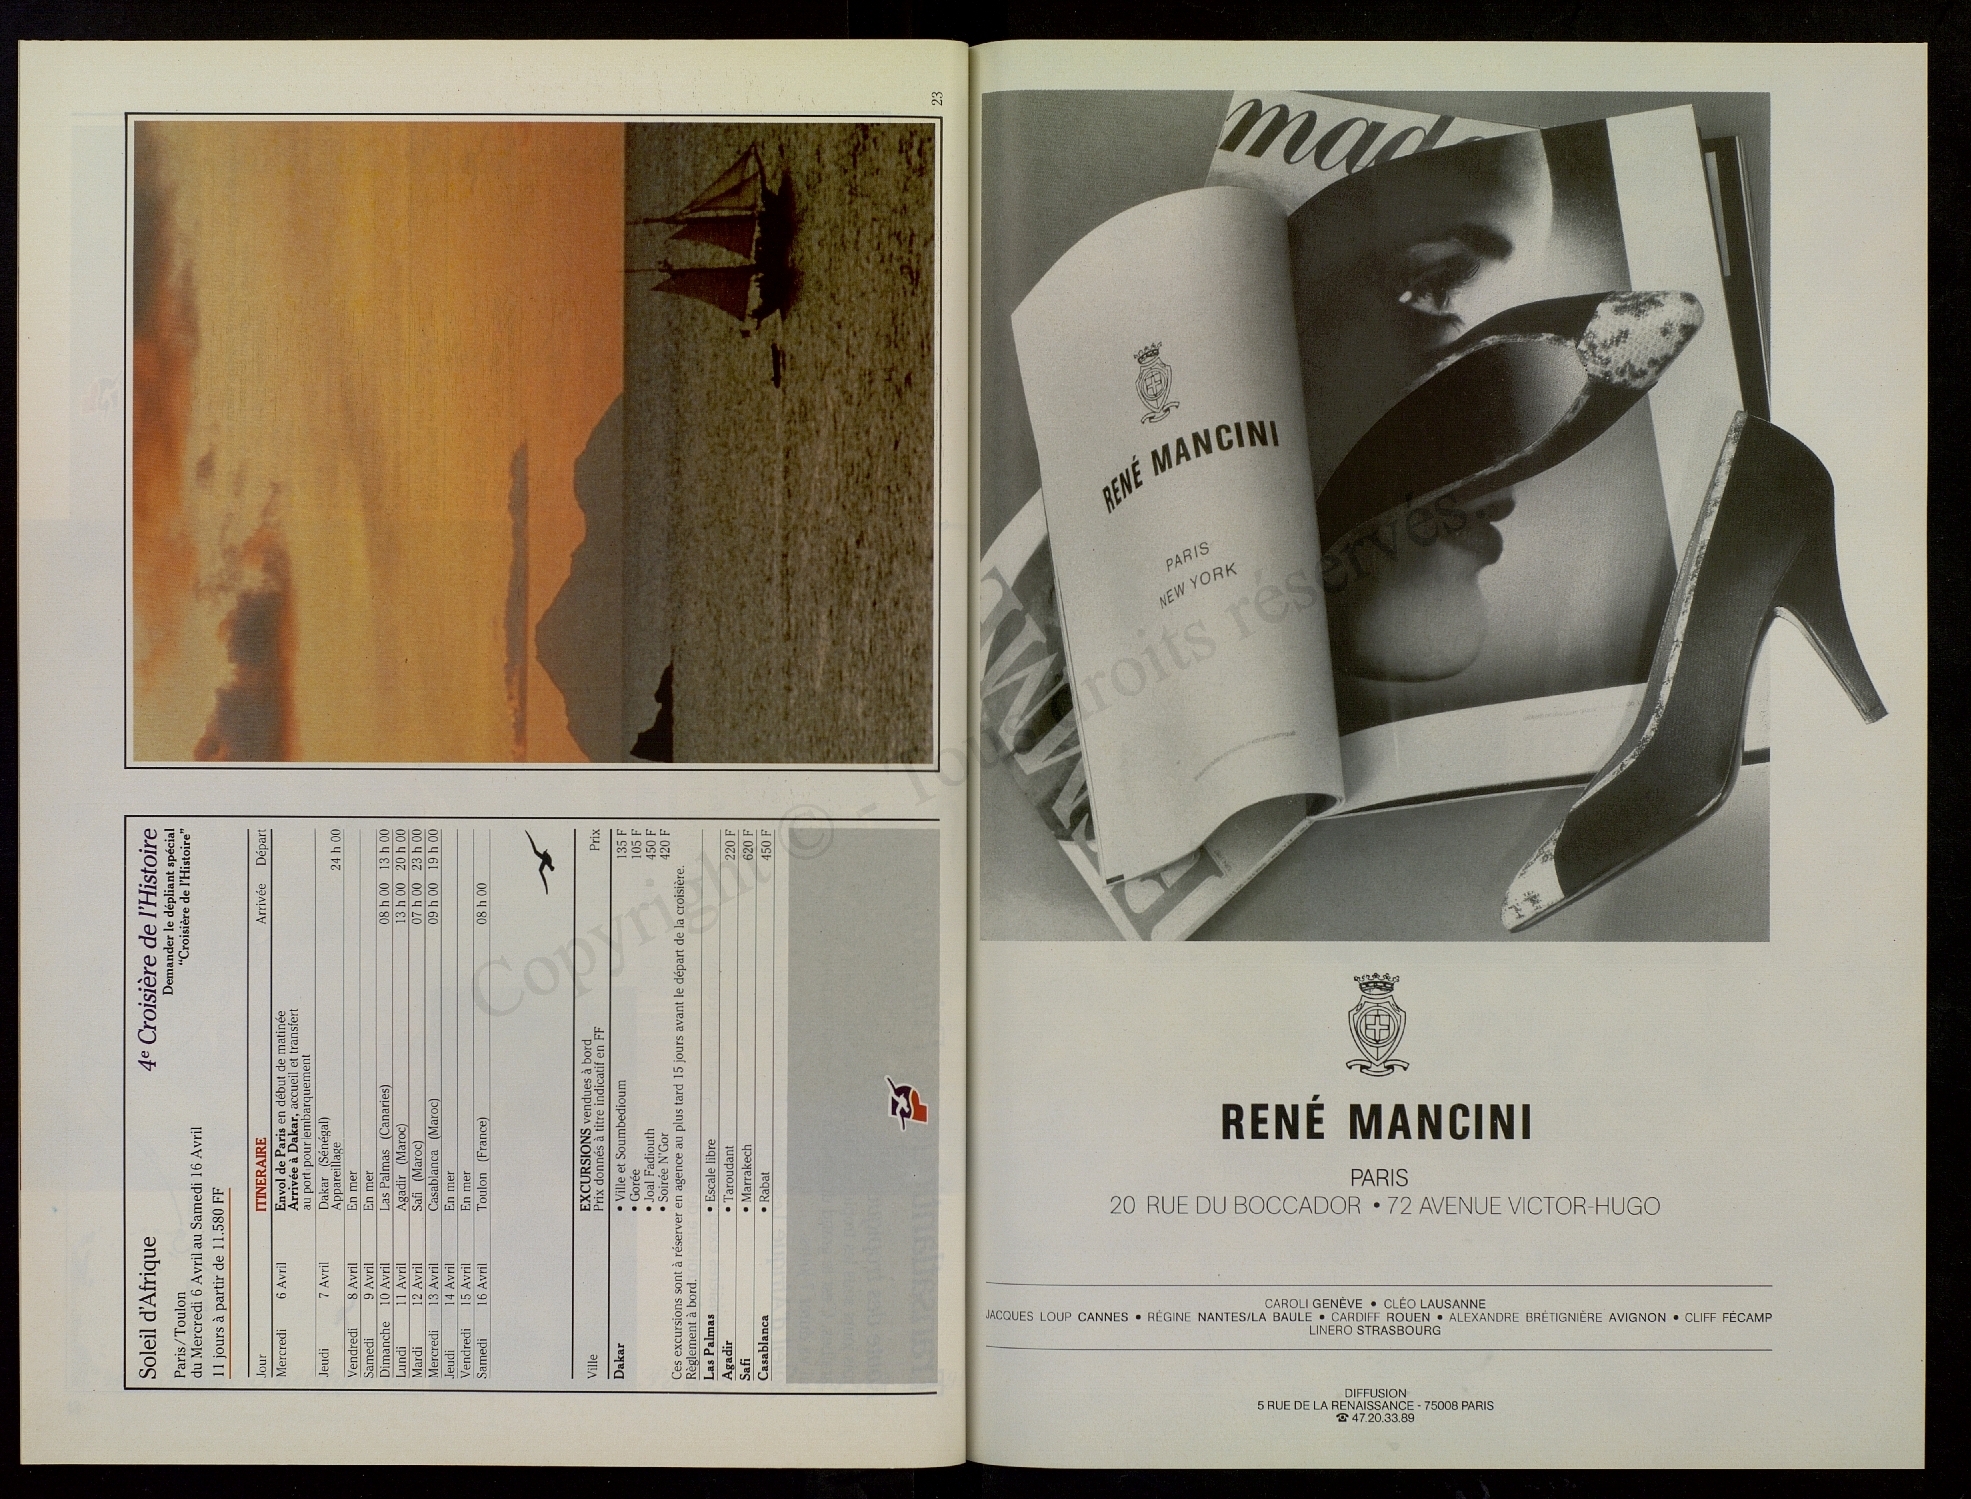 23
Soleil d'Afrique
4e Croisière de l'Histoire
Paris/Toulon
du Mercredi 6 Avril au Samedi 16 Avril
11 jours à partir de 11.580 FF
Demander le dépliant spécial
"Croisière de l'Histoire"
Jour ITINERAIRE Arrivée Départ
Mercredi 6 Avril Envol de Paris en début de matinée
Arrivée à Dakar, accueil et transfert
au port pour embarquement
Jeudi 7 Avril Dakar (Sénégal)
Appareillage 24 h 00
Vendredi 8 Avril En mer
Samedi 9 Avril En mer
Dimanche 10 Avril Las Palmas (Canaries) 08 h 00 13 h 00
Lundi 11 Avril Agadir (Maroc) 13 h 00 20 h 00
Mardi 12 Avril Safi (Maroc) 07 h 00 23 h 00
Mercredi 13 Avril Casablanca (Maroc) 09 h 00 19 h 00
Jeudi 14 Avril En mer
Vendredi 15 Avril En mer
Samedi 16 Avril Toulon (France) 08 h 00
Ville EXCURSIONS vendues à bord
Prix donnés à titre indicatif en FF Prix
Dakar • Ville et Soumbedioum 135 F
• Gorée 105 F
• Joal Fadiouth 450 F
• Soirée N'Gor 420 F
Ces excursions sont à réserver en agence au plus tard 15 jours avant le départ de la croisière.
Règlement à bord.
Las Palmas • Escale libre
Agadir • Taroudant 220 F
Safi • Marrakech 620 F
Casablanca • Rabat 450 F
Copyright © - Tous droits réservés.
RENÉ MANCINI
PARIS
NEW YORK
RENÉ MANCINI
PARIS
20 RUE DU BOCCADOR • 72 AVENUE VICTOR-HUGO
CAROLI GENÈVE • CLÉO LAUSANNE
JACQUES LOUP CANNES • RÉGINE NANTES/LA BAULE • CARDIFF ROUEN • ALEXANDRE BRÉTIGNIÈRE AVIGNON • CLIFF FÉCAMP
LINERO STRASBOURG
DIFFUSION
5 RUE DE LA RENAISSANCE - 75008 PARIS
☎ 47.20.33.89